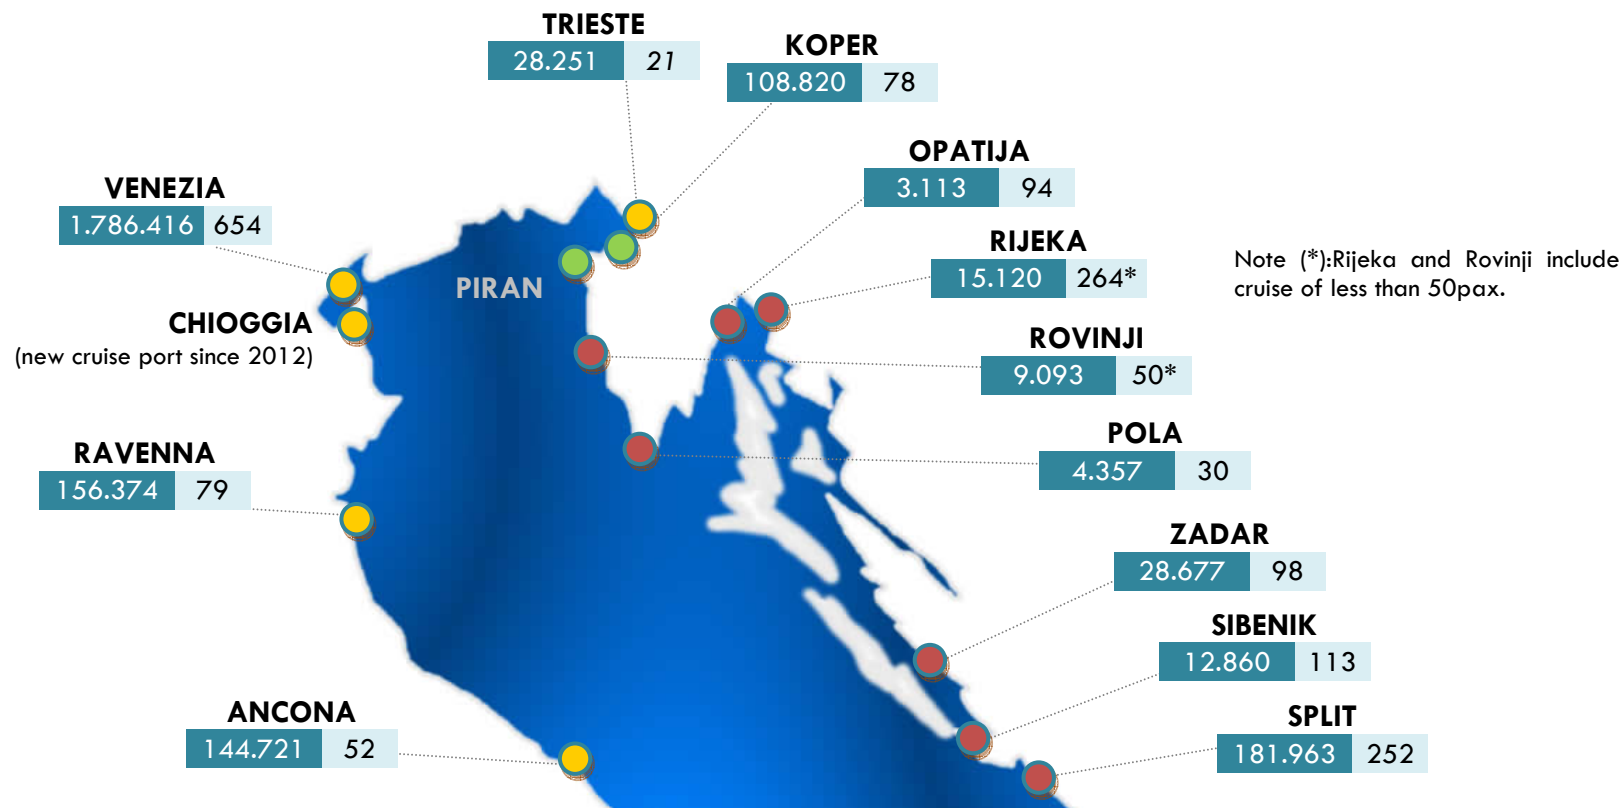 TRIESTE
28.251 21
KOPER
108.820 78
OPATIJA
3.113 94
VENEZIA
1.786.416 654
RIJEKA
15.120 264*
Note (*):Rijeka and Rovinji include
cruise of less than 50pax.
PIRAN
CHIOGGIA
(new cruise port since 2012)
ROVINJI
9.093 50*
POLA
4.357 30
RAVENNA
156.374 79
ZADAR
28.677 98
SIBENIK
12.860 113
ANCONA
144.721 52
SPLIT
181.963 252